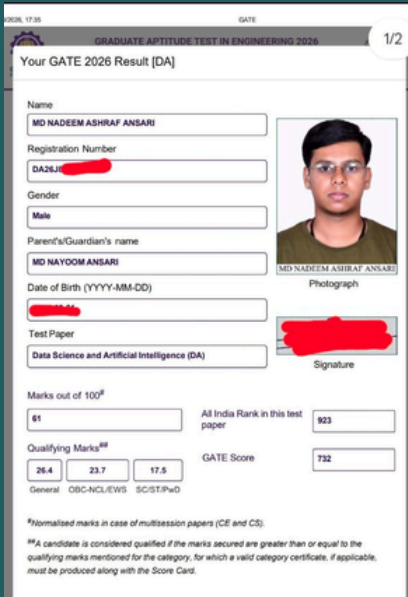 /2026, 17:35 GATE
1/2
GRADUATE APTITUDE TEST IN ENGINEERING 2026
Your GATE 2026 Result [DA]
Name
MD NADEEM ASHRAF ANSARI
Registration Number
DA26J
Gender
Male
Parent's/Guardian's name
MD NAYOOM ANSARI
MD NADEEM ASHRAF ANSARI
Photograph
Date of Birth (YYYY-MM-DD)
Test Paper
Data Science and Artificial Intelligence (DA)
Signature
Marks out of 100#
61
All India Rank in this test
paper
923
Qualifying Marks##
26.4 23.7 17.5
General OBC-NCL/EWS SC/ST/PwD
GATE Score
732
#Normalised marks in case of multisession papers (CE and CS).
##A candidate is considered qualified if the marks secured are greater than or equal to the
qualifying marks mentioned for the category, for which a valid category certificate, if applicable,
must be produced along with the Score Card.